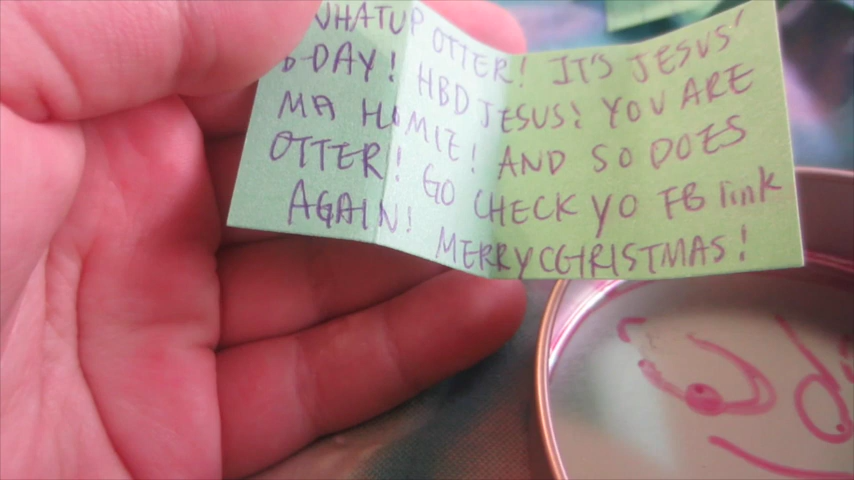 WHATUP OTTER! IT'S JESUS'
B-DAY! HBD JESUS! YOU ARE
MA HOMIE! AND SO DOES
OTTER! GO CHECK YO FB link
AGAIN! MERRY CHRISTMAS!